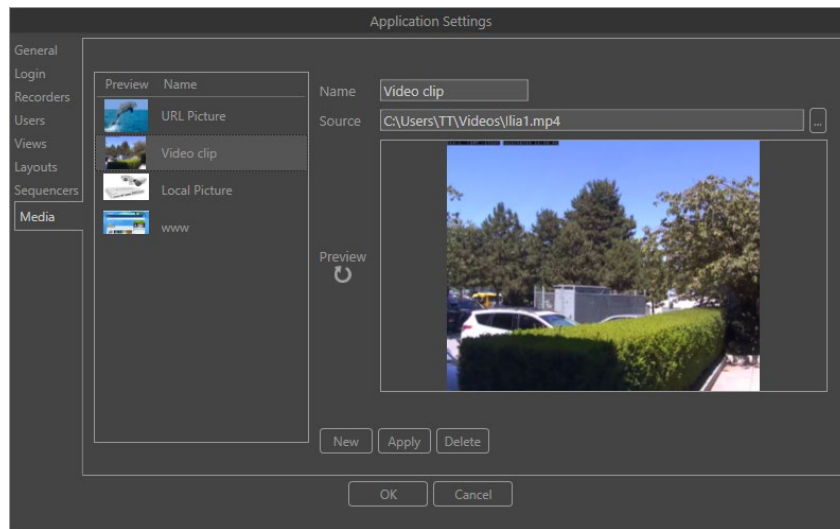 Application Settings
General
Login
Recorders
Users
Views
Layouts
Sequencers
Media
Preview Name
URL Picture
Video clip
Local Picture
www
Name Video clip
Source C:\Users\TT\Videos\Ilia1.mp4 ...
Preview
New Apply Delete
OK Cancel